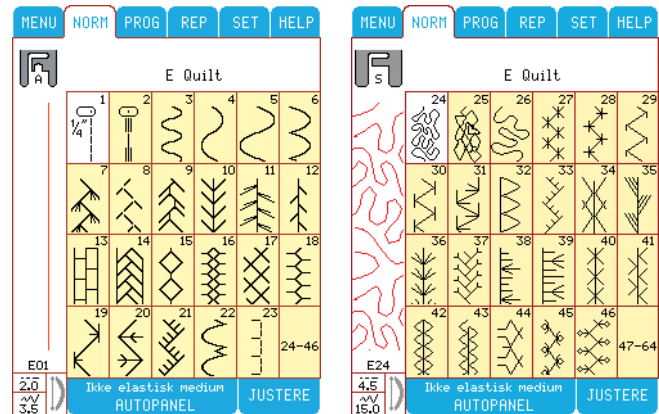 MENU NORM PROG REP SET HELP
A
E Quilt
1 2 3 4 5 6
1/4"
7 8 9 10 11 12
13 14 15 16 17 18
19 20 21 22 23
24-46
E01
2.0
3.5
Ikke elastisk medium
AUTOPANEL
JUSTERE
MENU NORM PROG REP SET HELP
S
E Quilt
24 25 26 27 28 29
30 31 32 33 34 35
36 37 38 39 40 41
42 43 44 45 46
47-64
E24
4.5
15.0
Ikke elastisk medium
AUTOPANEL
JUSTERE